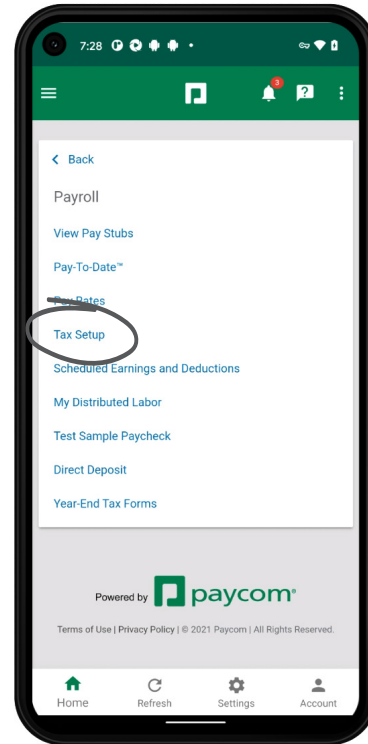 7:28
3
?
Back
Payroll
View Pay Stubs
Pay-To-Date™
Pay Rates
Tax Setup
Scheduled Earnings and Deductions
My Distributed Labor
Test Sample Paycheck
Direct Deposit
Year-End Tax Forms
Powered by paycom®
Terms of Use | Privacy Policy | © 2021 Paycom | All Rights Reserved.
Home Refresh Settings Account